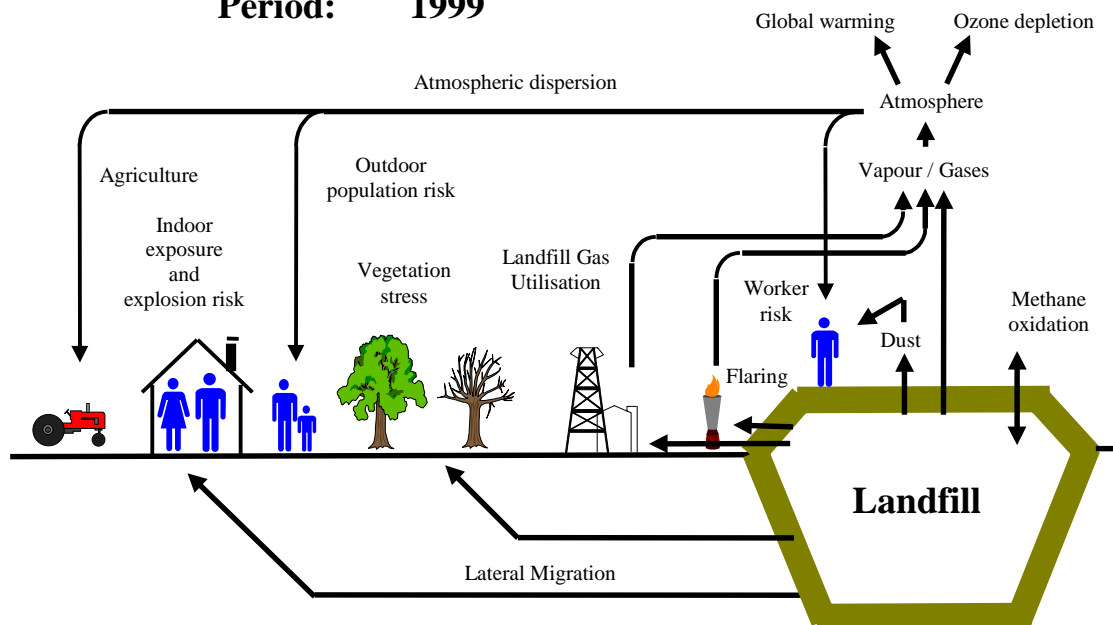 Period: 1999
Global warming
Ozone depletion
Atmospheric dispersion
Atmosphere
Agriculture
Outdoor
population risk
Vapour / Gases
Indoor
exposure
and
explosion risk
Vegetation
stress
Landfill Gas
Utilisation
Worker
risk
Methane
oxidation
Dust
Flaring
Landfill
Lateral Migration